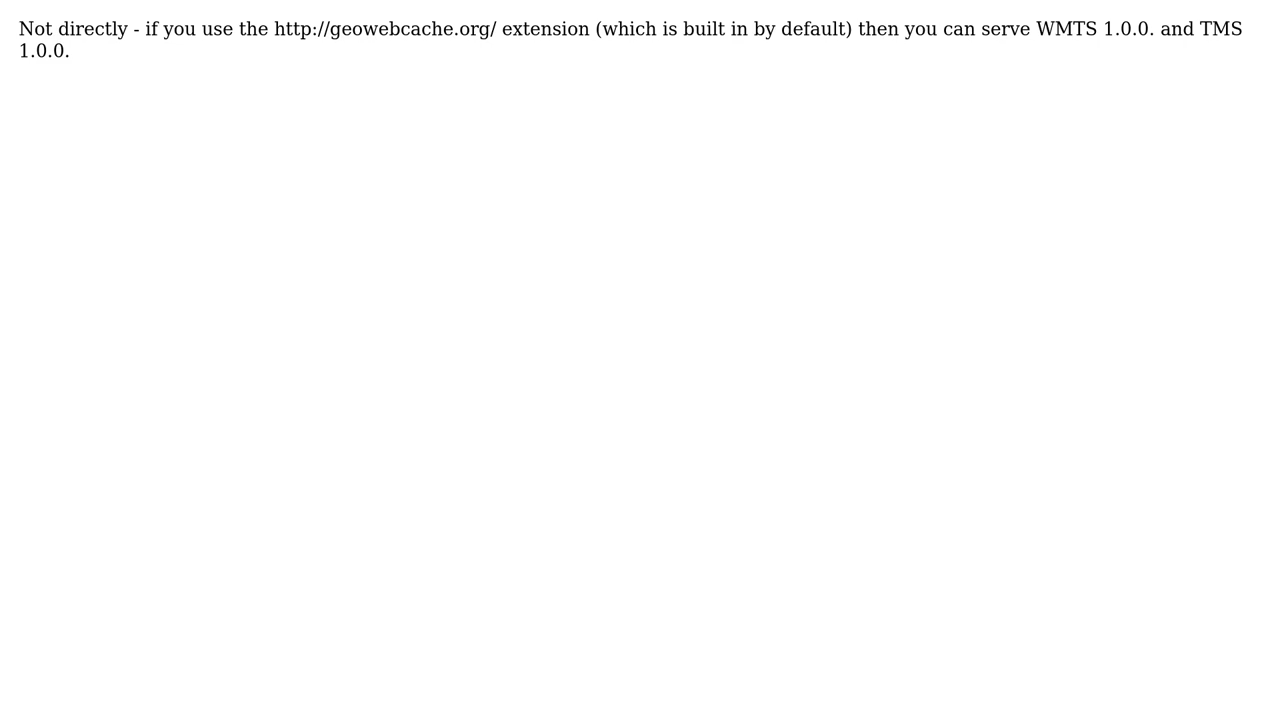 Not directly - if you use the http://geowebcache.org/ extension (which is built in by default) then you can serve WMTS 1.0.0. and TMS
1.0.0.